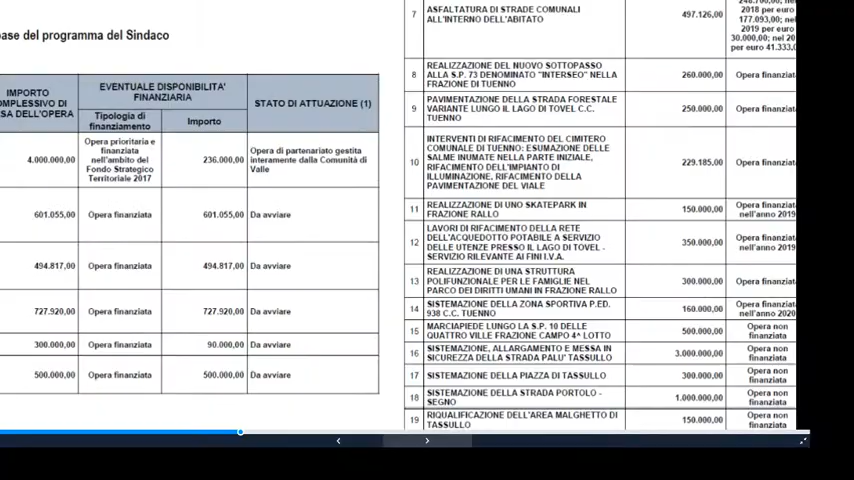 ase del programma del Sindaco
IMPORTO
OMPLESSIVO DI
SA DELL'OPERA
EVENTUALE DISPONIBILITA'
FINANZIARIA
STATO DI ATTUAZIONE (1)
Tipologia di
finanziamento
Importo
4.000.000,00
Opera prioritaria e
finanziata
nell'ambito del
Fondo Strategico
Territoriale 2017
236.000,00
Opera di partenariato gestita
interamente dalla Comunità di
Valle
601.055,00 Opera finanziata 601.055,00 Da avviare
494.817,00 Opera finanziata 494.817,00 Da avviare
727.920,00 Opera finanziata 727.920,00 Da avviare
300.000,00 Opera finanziata 90.000,00 Da avviare
500.000,00 Opera finanziata 500.000,00 Da avviare
7
ASFALTATURA DI STRADE COMUNALI
ALL'INTERNO DELL'ABITATO
497.126,00
2018 per euro
177.093,00; nel
2019 per euro
30.000,00; nel 20
per euro 41.333,0
8
REALIZZAZIONE DEL NUOVO SOTTOPASSO
ALLA S.P. 73 DENOMINATO "INTERSEO" NELLA
FRAZIONE DI TUENNO
260.000,00
Opera finanziat
9
PAVIMENTAZIONE DELLA STRADA FORESTALE
VARIANTE LUNGO IL LAGO DI TOVEL C.C.
TUENNO
250.000,00
Opera finanziat
10
INTERVENTI DI RIFACIMENTO DEL CIMITERO
COMUNALE DI TUENNO: ESUMAZIONE DELLE
SALME INUMATE NELLA PARTE INIZIALE,
RIFACIMENTO DELL'IMPIANTO DI
ILLUMINAZIONE, RIFACIMENTO DELLA
PAVIMENTAZIONE DEL VIALE
229.185,00
Opera finanziat
11
REALIZZAZIONE DI UNO SKATEPARK IN
FRAZIONE RALLO
150.000,00
Opera finanziat
nell'anno 2019
12
LAVORI DI RIFACIMENTO DELLA RETE
DELL'ACQUEDOTTO POTABILE A SERVIZIO
DELLE UTENZE PRESSO IL LAGO DI TOVEL -
SERVIZIO RILEVANTE AI FINI I.V.A.
350.000,00
Opera finanziat
nell'anno 2019
13
REALIZZAZIONE DI UNA STRUTTURA
POLIFUNZIONALE PER LE FAMIGLIE NEL
PARCO DEI DIRITTI UMANI IN FRAZIONE RALLO
300.000,00
Opera finanziat
14
SISTEMAZIONE DELLA ZONA SPORTIVA P.ED.
938 C.C. TUENNO
160.000,00
Opera finanziat
nell'anno 2020
15
MARCIAPIEDE LUNGO LA S.P. 10 DELLE
QUATTRO VILLE FRAZIONE CAMPO 4^ LOTTO
500.000,00
Opera non
finanziata
16
SISTEMAZIONE, ALLARGAMENTO E MESSA IN
SICUREZZA DELLA STRADA PALU' TASSULLO
3.000.000,00
Opera non
finanziata
17
SISTEMAZIONE DELLA PIAZZA DI TASSULLO
300.000,00
Opera non
finanziata
18
SISTEMAZIONE DELLA STRADA PORTOLO -
SEGNO
1.000.000,00
Opera non
finanziata
19
RIQUALIFICAZIONE DELL'AREA MALGHETTO DI
TASSULLO
150.000,00
Opera non
finanziata